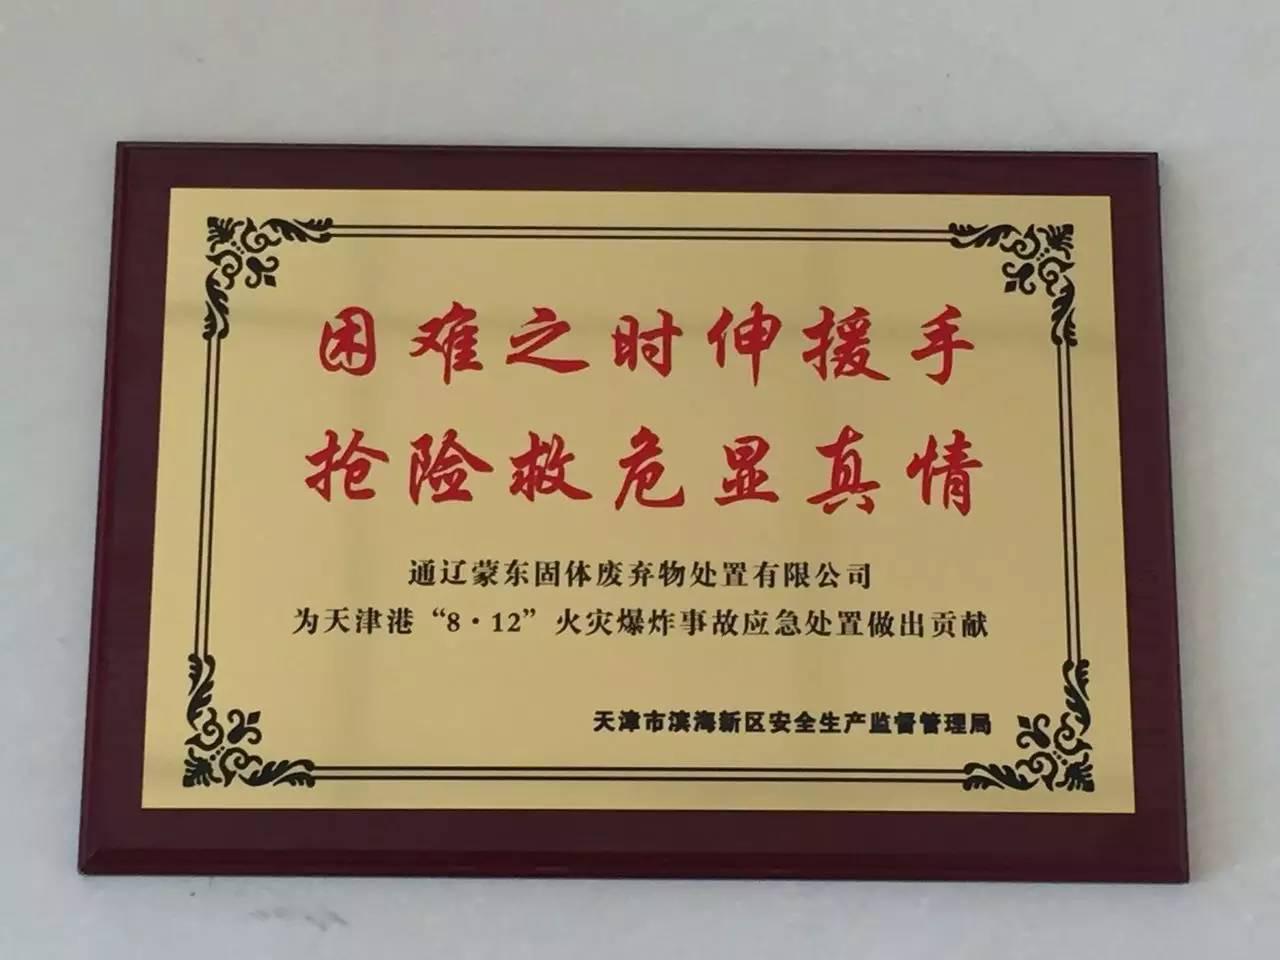 困难之时伸援手
抢险救危显真情
通辽蒙东固体废弃物处置有限公司
为天津港“8·12”火灾爆炸事故应急处置做出贡献
天津市滨海新区安全生产监督管理局